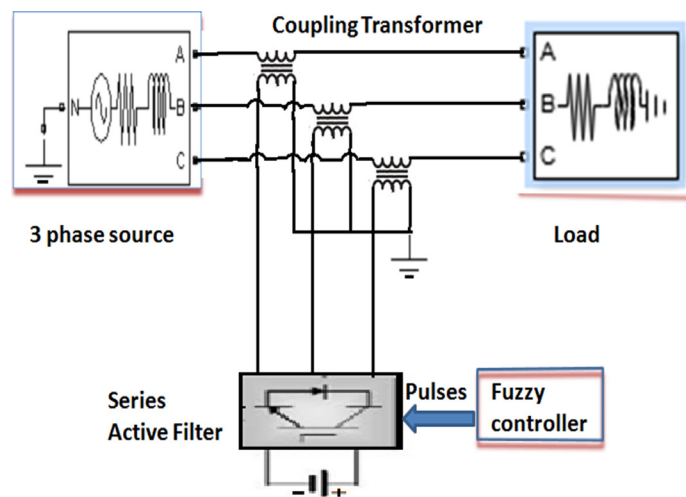 Coupling Transformer
A
B
C
N
A
B
C
3 phase source
Load
Series
Active Filter
Pulses
Fuzzy
controller
- +